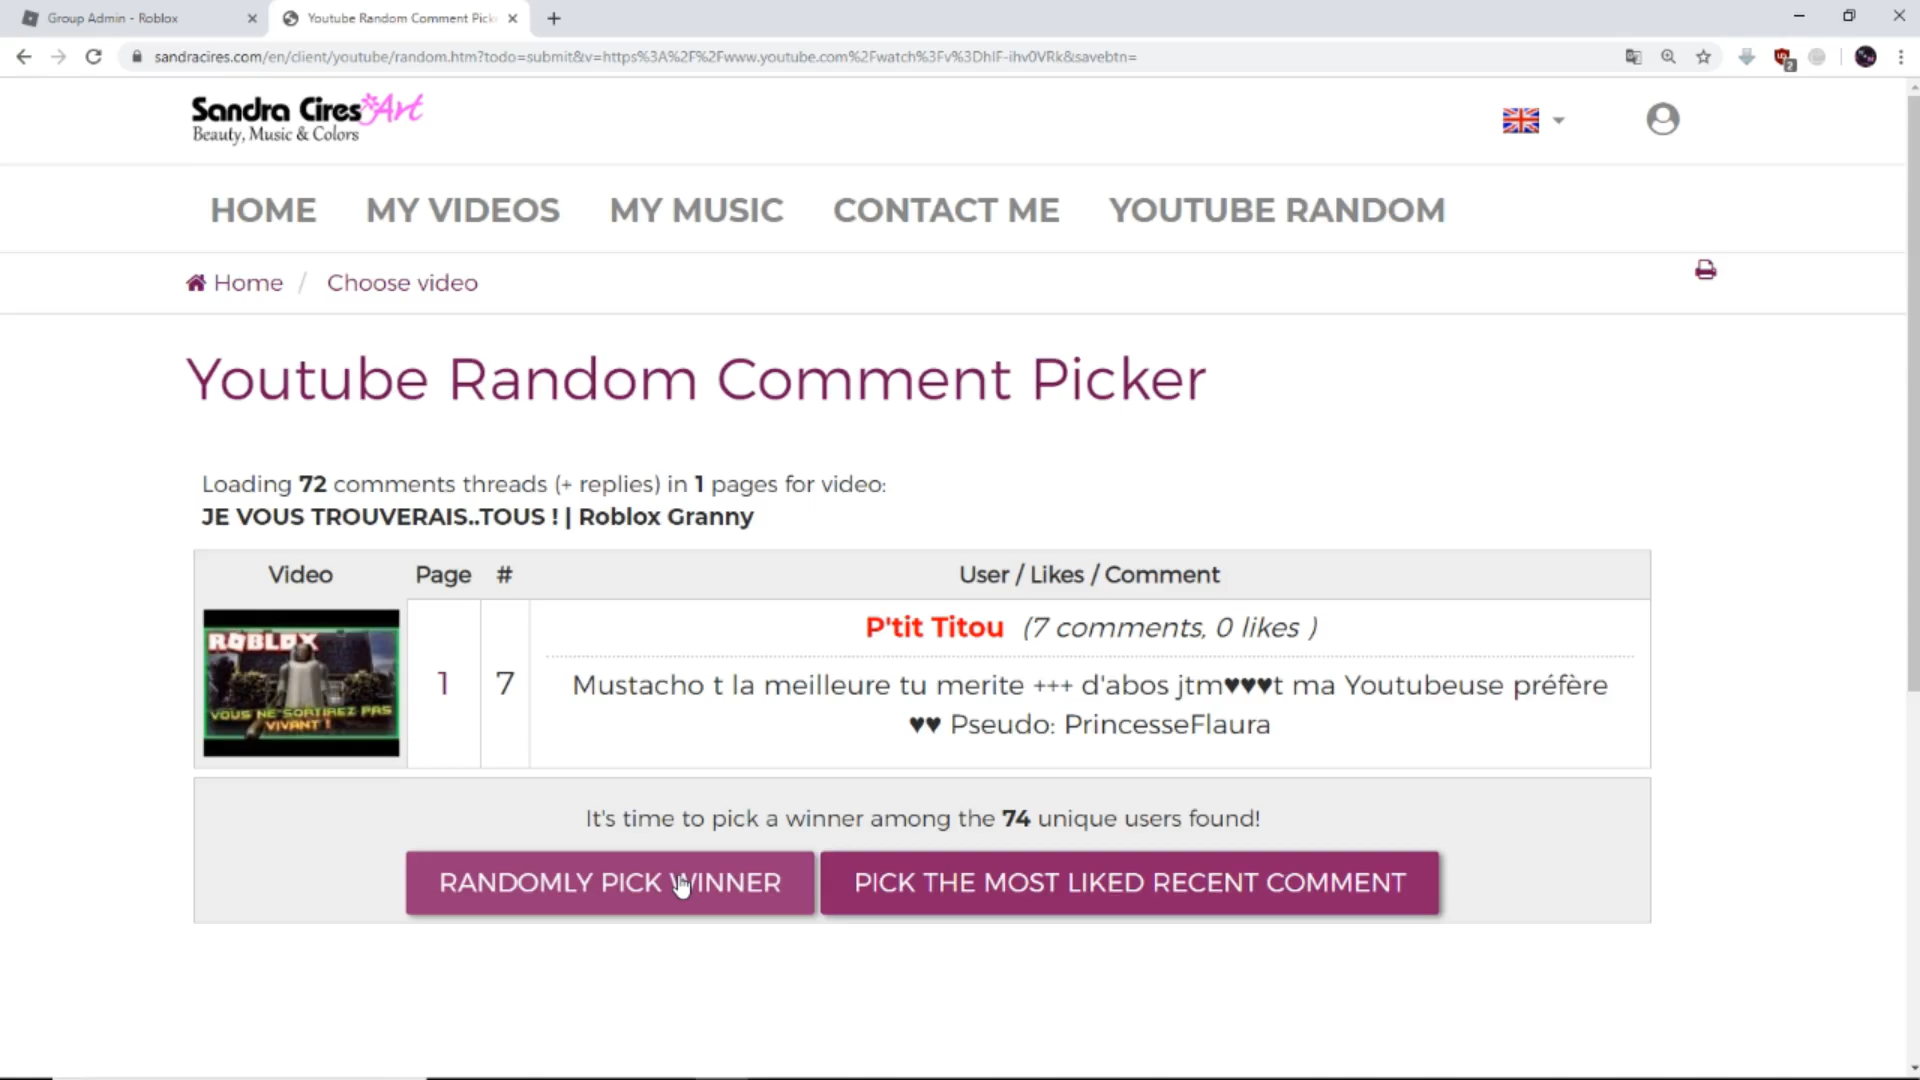 Group Admin - Roblox
Youtube Random Comment Pick
sandracires.com/en/client/youtube/random.htm?todo=submit&v=https%3A%2F%2Fwww.youtube.com%2Fwatch%3Fv%3DhIF-ihv0VRk&savebtn=
2
Sandra Cires Art
Beauty, Music & Colors
HOME MY VIDEOS MY MUSIC CONTACT ME YOUTUBE RANDOM
Home / Choose video
Youtube Random Comment Picker
Loading 72 comments threads (+ replies) in 1 pages for video:
JE VOUS TROUVERAIS..TOUS ! | Roblox Granny
Video Page # User / Likes / Comment
ROBLOX
VOUS NE SORTIREZ PAS
VIVANT !
1 7
P'tit Titou (7 comments, 0 likes )
Mustacho t la meilleure tu merite +++ d'abos jtm♥♥♥t ma Youtubeuse préfère
♥♥ Pseudo: PrincesseFlaura
It's time to pick a winner among the 74 unique users found!
RANDOMLY PICK WINNER PICK THE MOST LIKED RECENT COMMENT